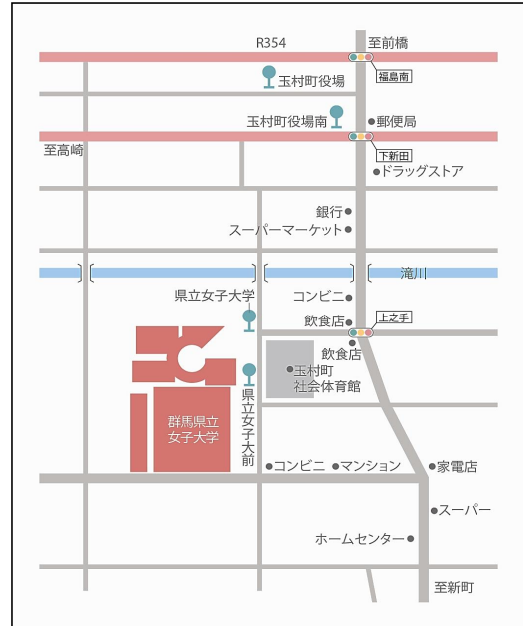 R354
至前橋
福島南
玉村町役場
玉村町役場南
郵便局
至高崎
下新田
ドラッグストア
銀行
スーパーマーケット
滝川
県立女子大学
コンビニ
飲食店
上之手
飲食店
玉村町
社会体育館
群馬県立
女子大学
県立女子大前
コンビニ
マンション
家電店
スーパー
ホームセンター
至新町